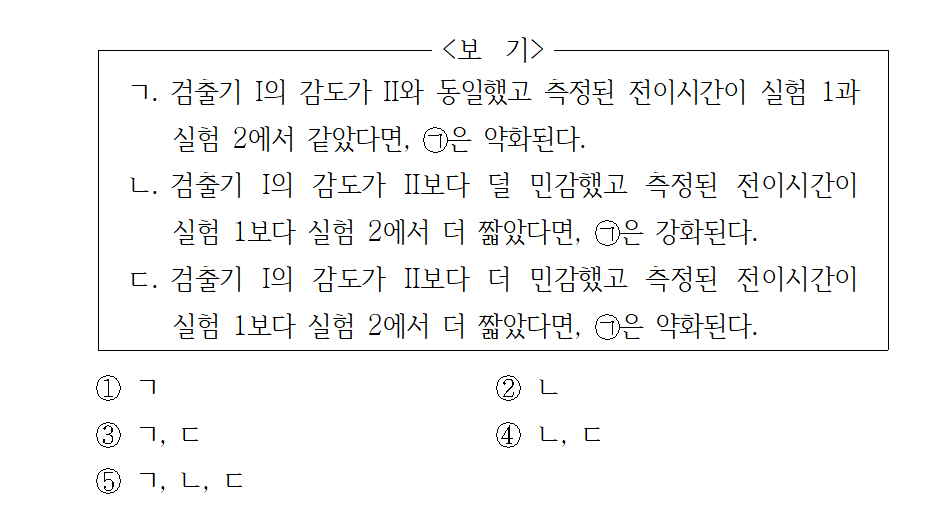 <보 기>
ㄱ. 검출기 I의 감도가 II와 동일했고 측정된 전이시간이 실험 1과
실험 2에서 같았다면, ㉠은 약화된다.
ㄴ. 검출기 I의 감도가 II보다 덜 민감했고 측정된 전이시간이
실험 1보다 실험 2에서 더 짧았다면, ㉠은 강화된다.
ㄷ. 검출기 I의 감도가 II보다 더 민감했고 측정된 전이시간이
실험 1보다 실험 2에서 더 짧았다면, ㉠은 약화된다.
① ㄱ ② ㄴ
③ ㄱ, ㄷ ④ ㄴ, ㄷ
⑤ ㄱ, ㄴ, ㄷ